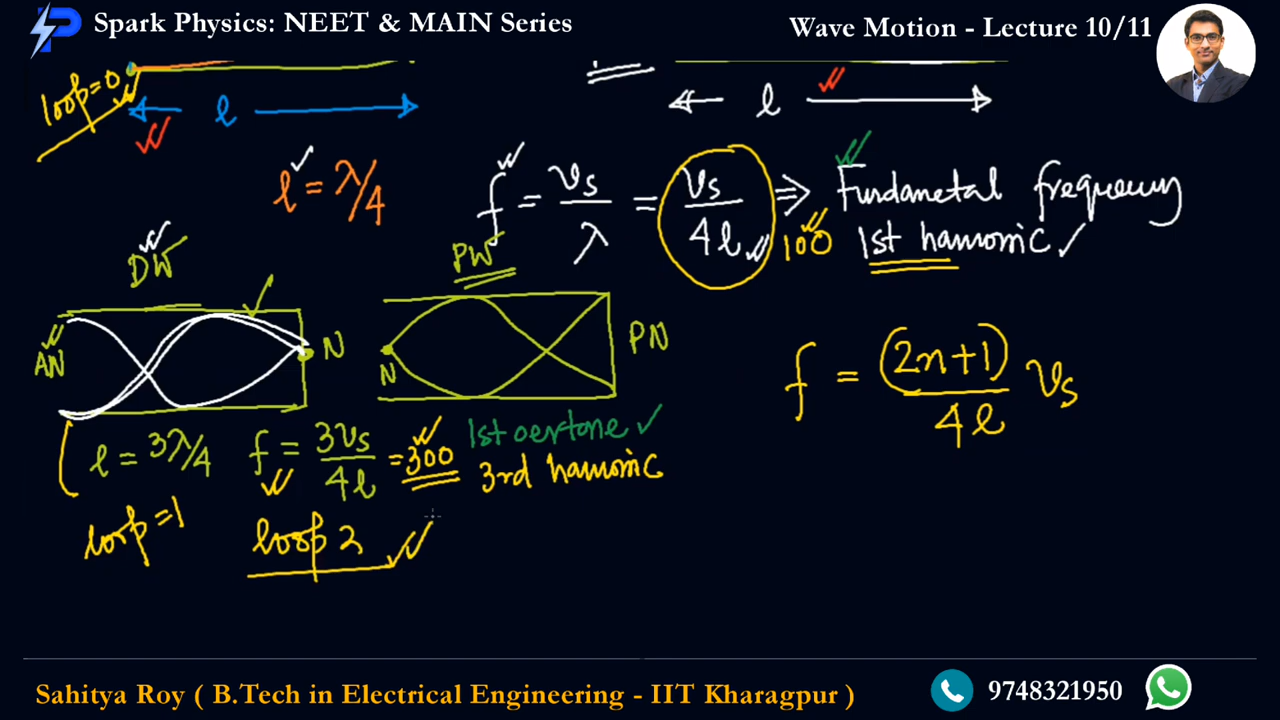 Spark Physics: NEET & MAIN Series
Wave Motion - Lecture 10/11
loop=0
l
l
l = λ/4
f = vs/λ = vs/4l ⇒ Fundametal frequency
100 1st harmonic
DW
PW
AN
N
N
PN
f = (2n+1)/4l vs
l = 3λ/4 f = 3vs/4l = 300
1st oertone
3rd harmonic
loop=1
loop 2
Sahitya Roy ( B.Tech in Electrical Engineering - IIT Kharagpur )
9748321950